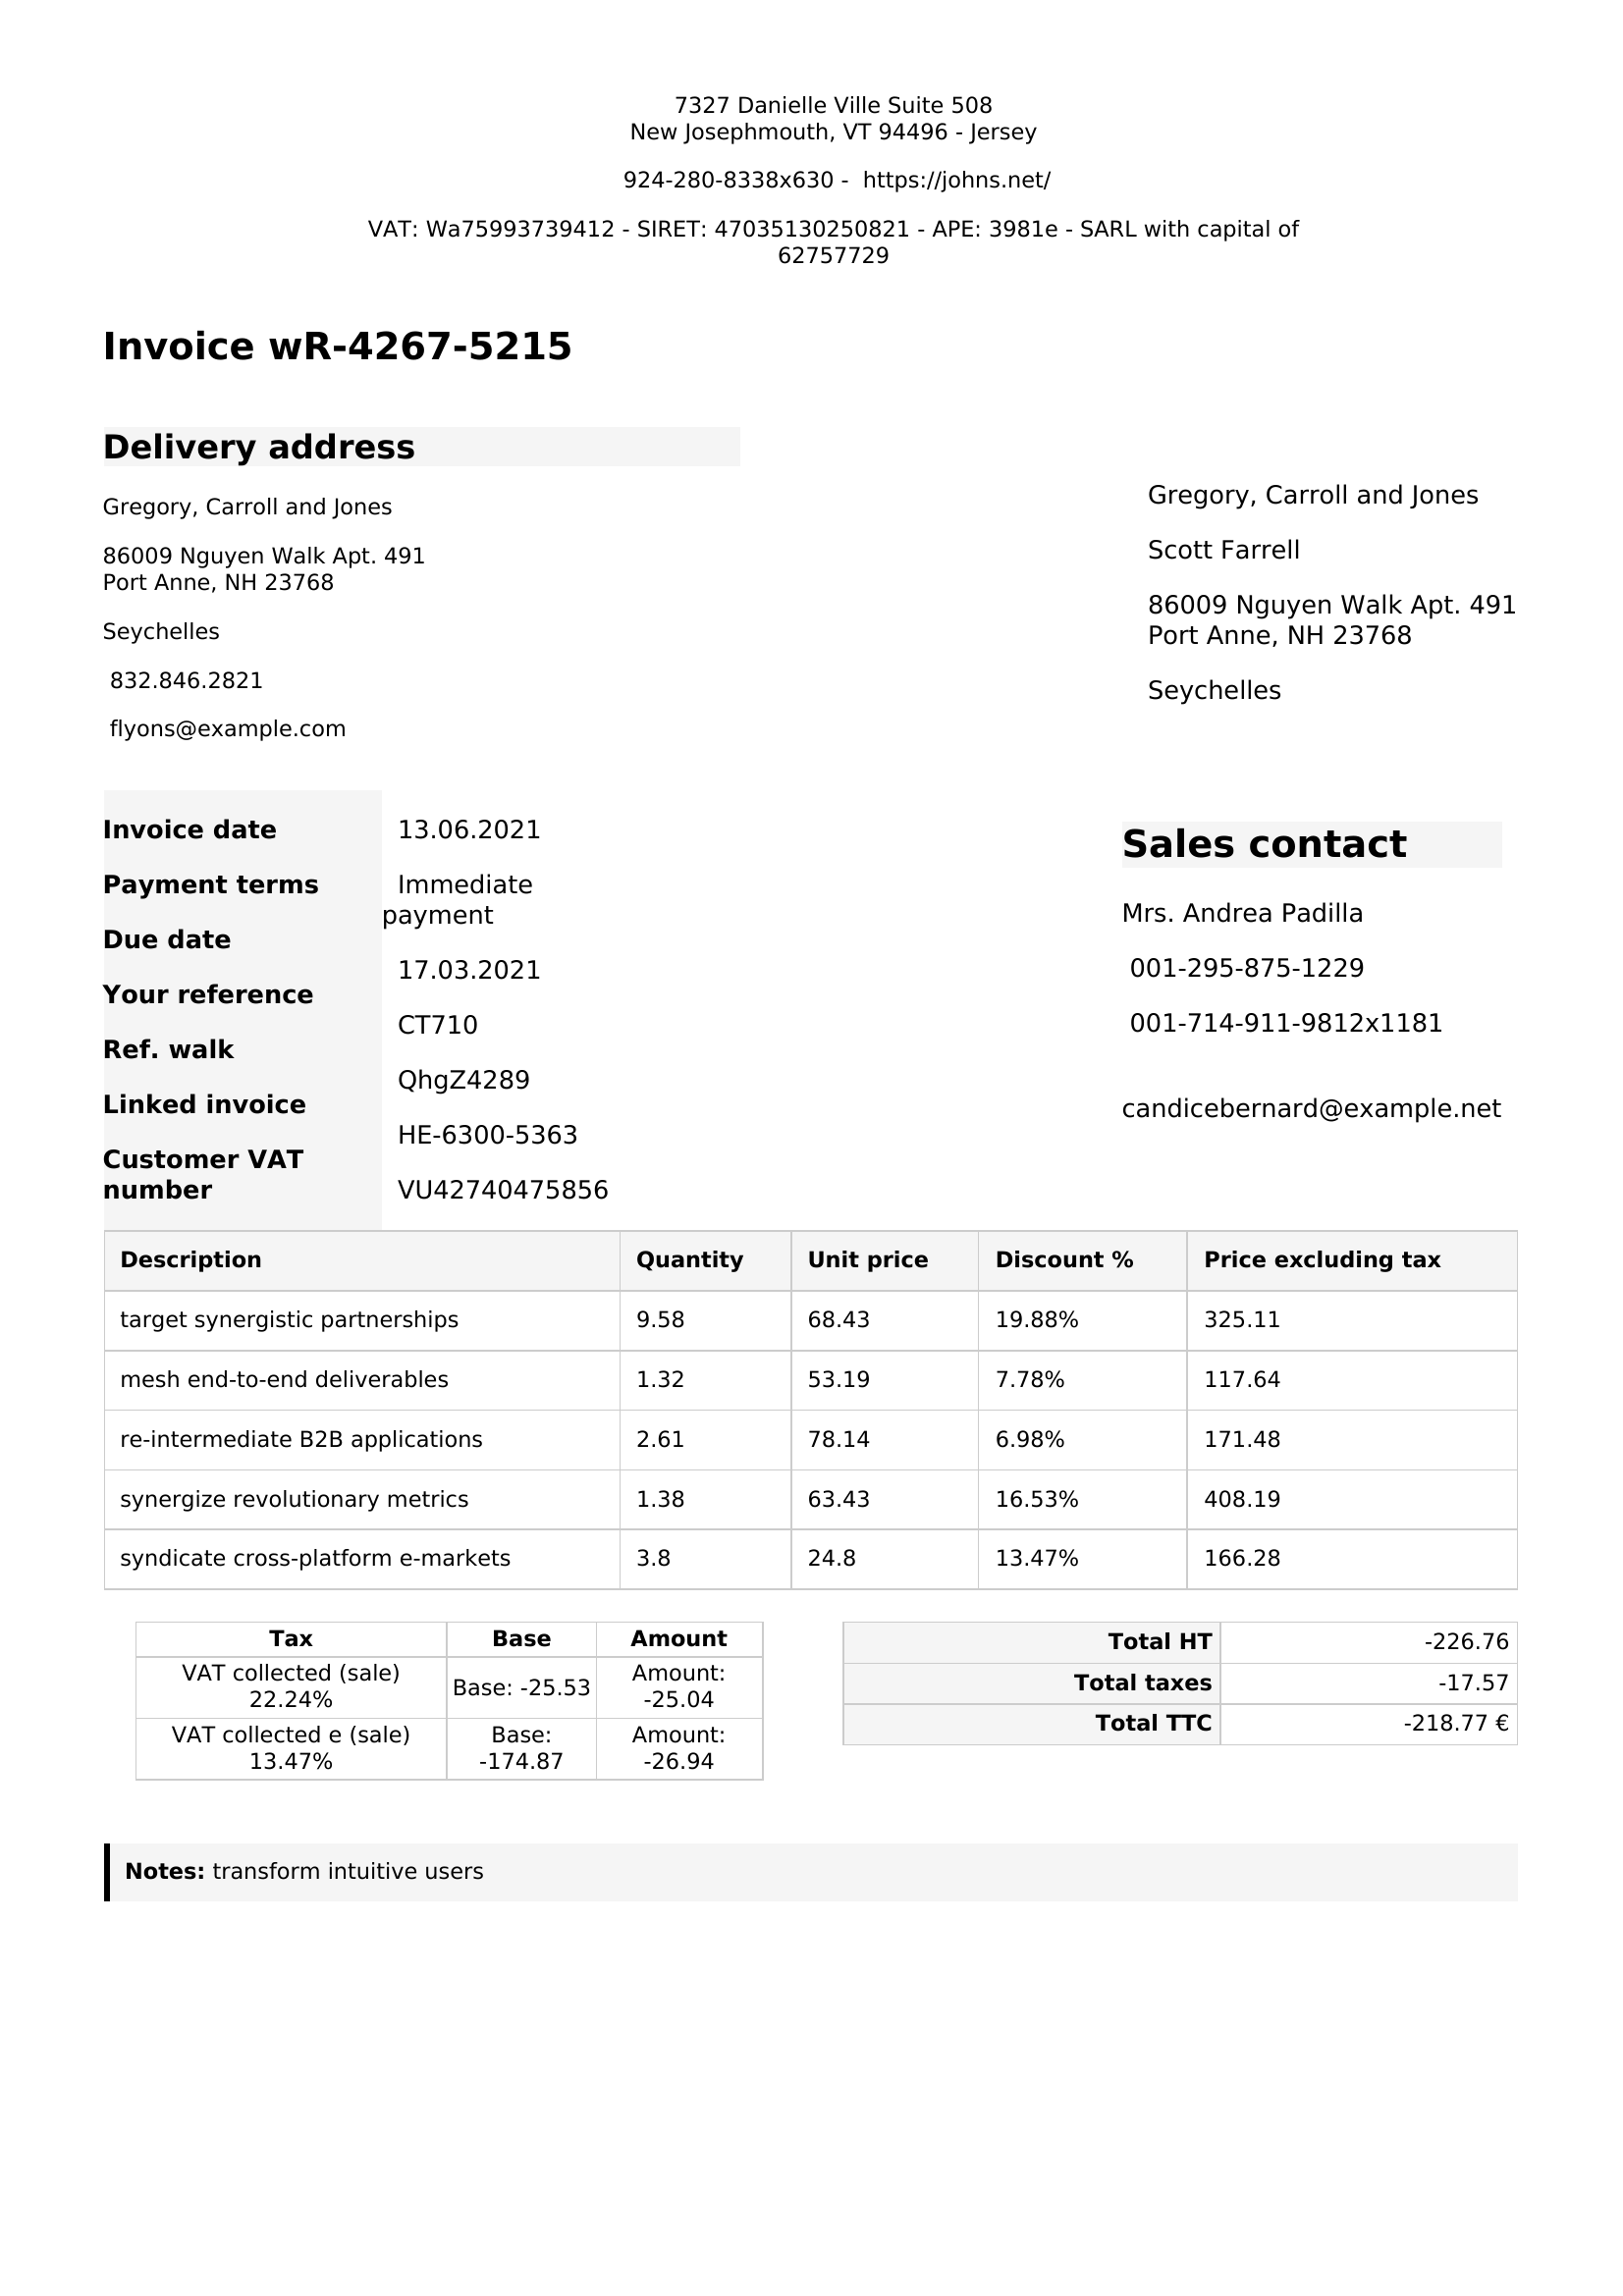 7327 Danielle Ville Suite 508
New Josephmouth, VT 94496 - Jersey
924-280-8338x630 - https://johns.net/
VAT: Wa75993739412 - SIRET: 47035130250821 - APE: 3981e - SARL with capital of
62757729
Invoice wR-4267-5215
Delivery address
Gregory, Carroll and Jones
86009 Nguyen Walk Apt. 491
Port Anne, NH 23768
Seychelles
832.846.2821
flyons@example.com
Gregory, Carroll and Jones
Scott Farrell
86009 Nguyen Walk Apt. 491
Port Anne, NH 23768
Seychelles
Invoice date
Payment terms
Due date
Your reference
Ref. walk
Linked invoice
Customer VAT
number
13.06.2021
Immediate
payment
17.03.2021
CT710
QhgZ4289
HE-6300-5363
VU42740475856
Sales contact
Mrs. Andrea Padilla
001-295-875-1229
001-714-911-9812x1181
candicebernard@example.net
Description Quantity Unit price Discount % Price excluding tax
target synergistic partnerships 9.58 68.43 19.88% 325.11
mesh end-to-end deliverables 1.32 53.19 7.78% 117.64
re-intermediate B2B applications 2.61 78.14 6.98% 171.48
synergize revolutionary metrics 1.38 63.43 16.53% 408.19
syndicate cross-platform e-markets 3.8 24.8 13.47% 166.28
Tax Base Amount
VAT collected (sale)
22.24%
Base: -25.53
Amount:
-25.04
VAT collected e (sale)
13.47%
Base:
-174.87
Amount:
-26.94
Total HT -226.76
Total taxes -17.57
Total TTC -218.77 €
Notes: transform intuitive users